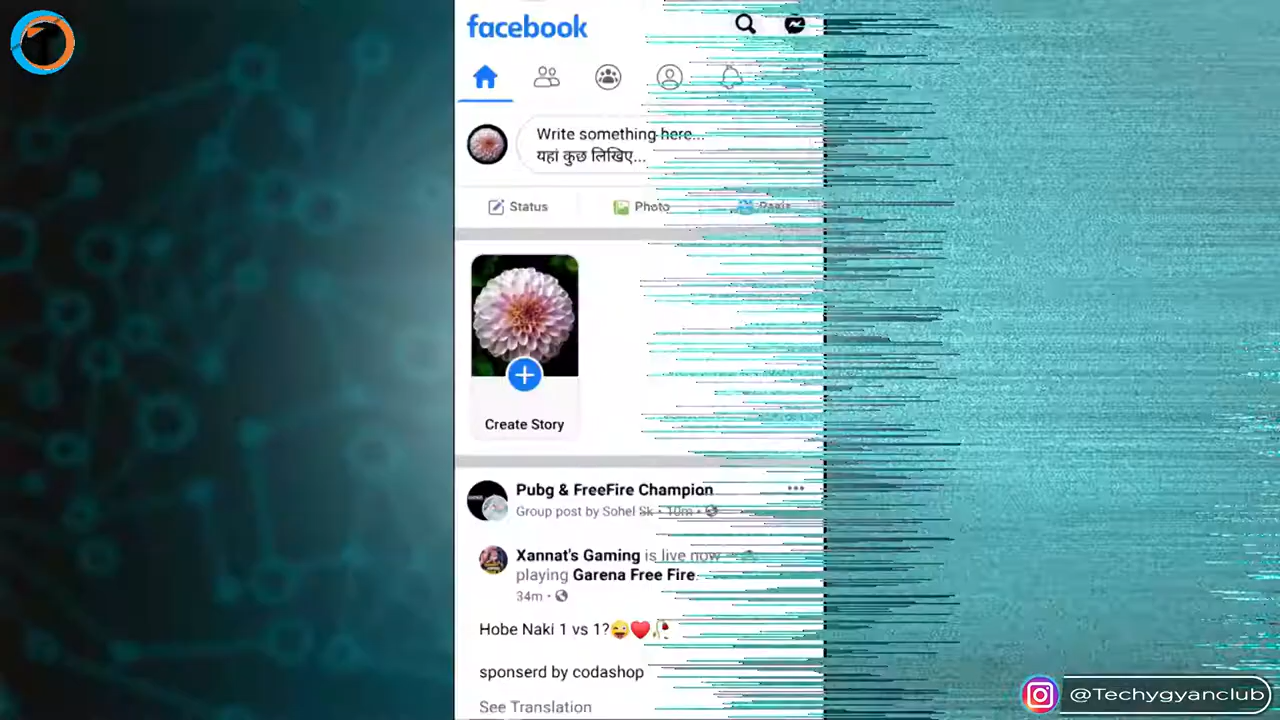 facebook
Write something here...
यहां कुछ लिखिए...
Status
Photo
Pubg & FreeFire Champion
Group post by Sohel Sk • 10m •
Create Story
Xannat's Gaming is live now
playing Garena Free Fire.
34m •
Hobe Naki 1 vs 1?😜❤️🥀
sponserd by codashop
See Translation
@Techygyanclub